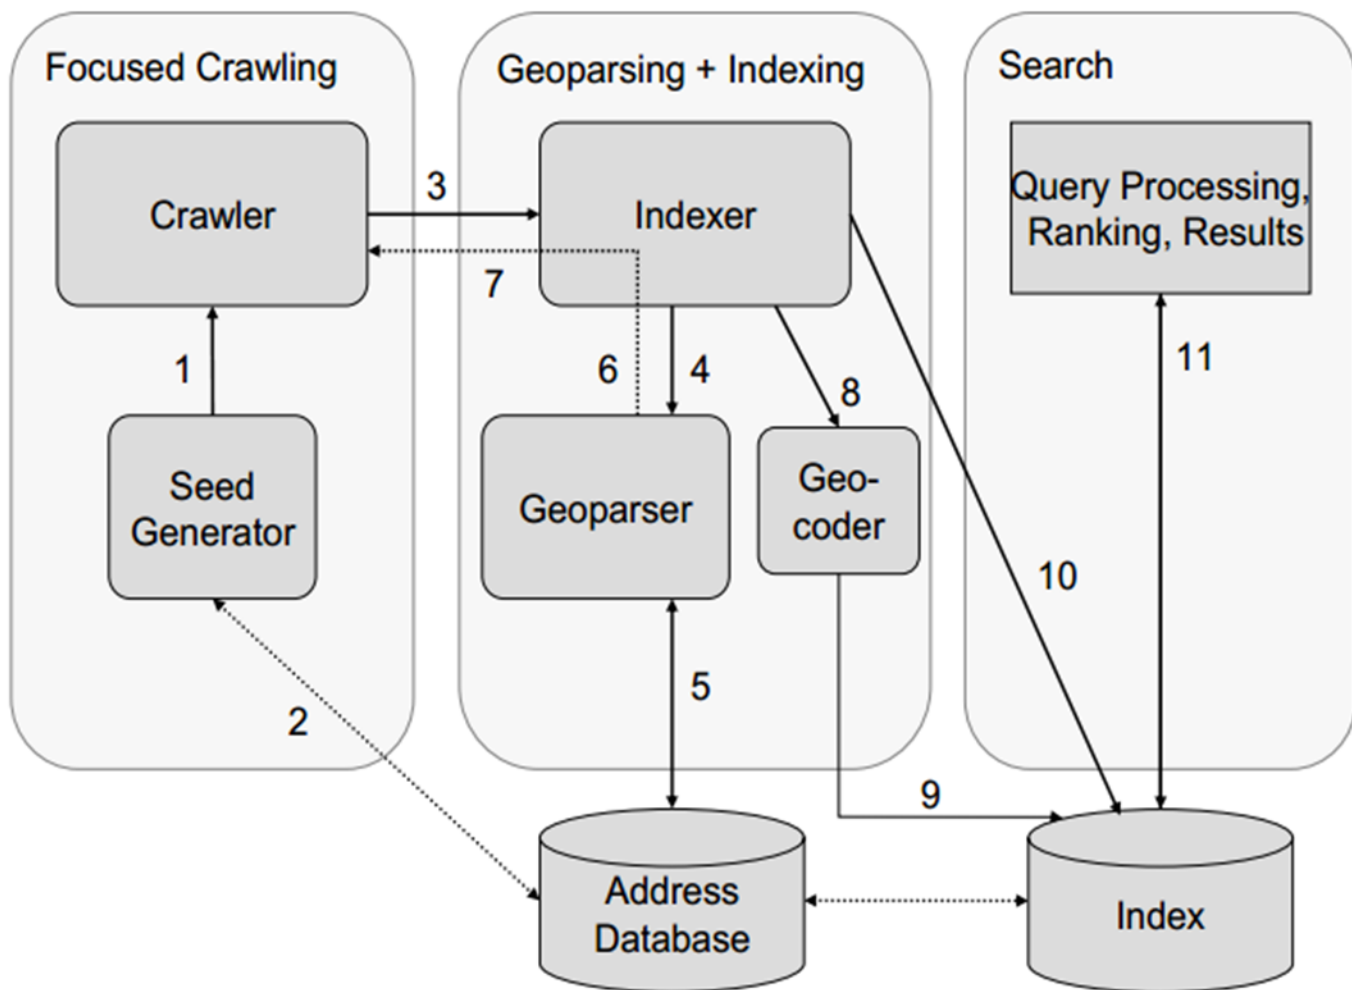 Focused Crawling
Geoparsing + Indexing
Search
Crawler
3
Indexer
Query Processing,
Ranking, Results
7
1
6
4
8
11
Seed
Generator
Geoparser
Geo-
coder
10
2
5
9
Address
Database
Index